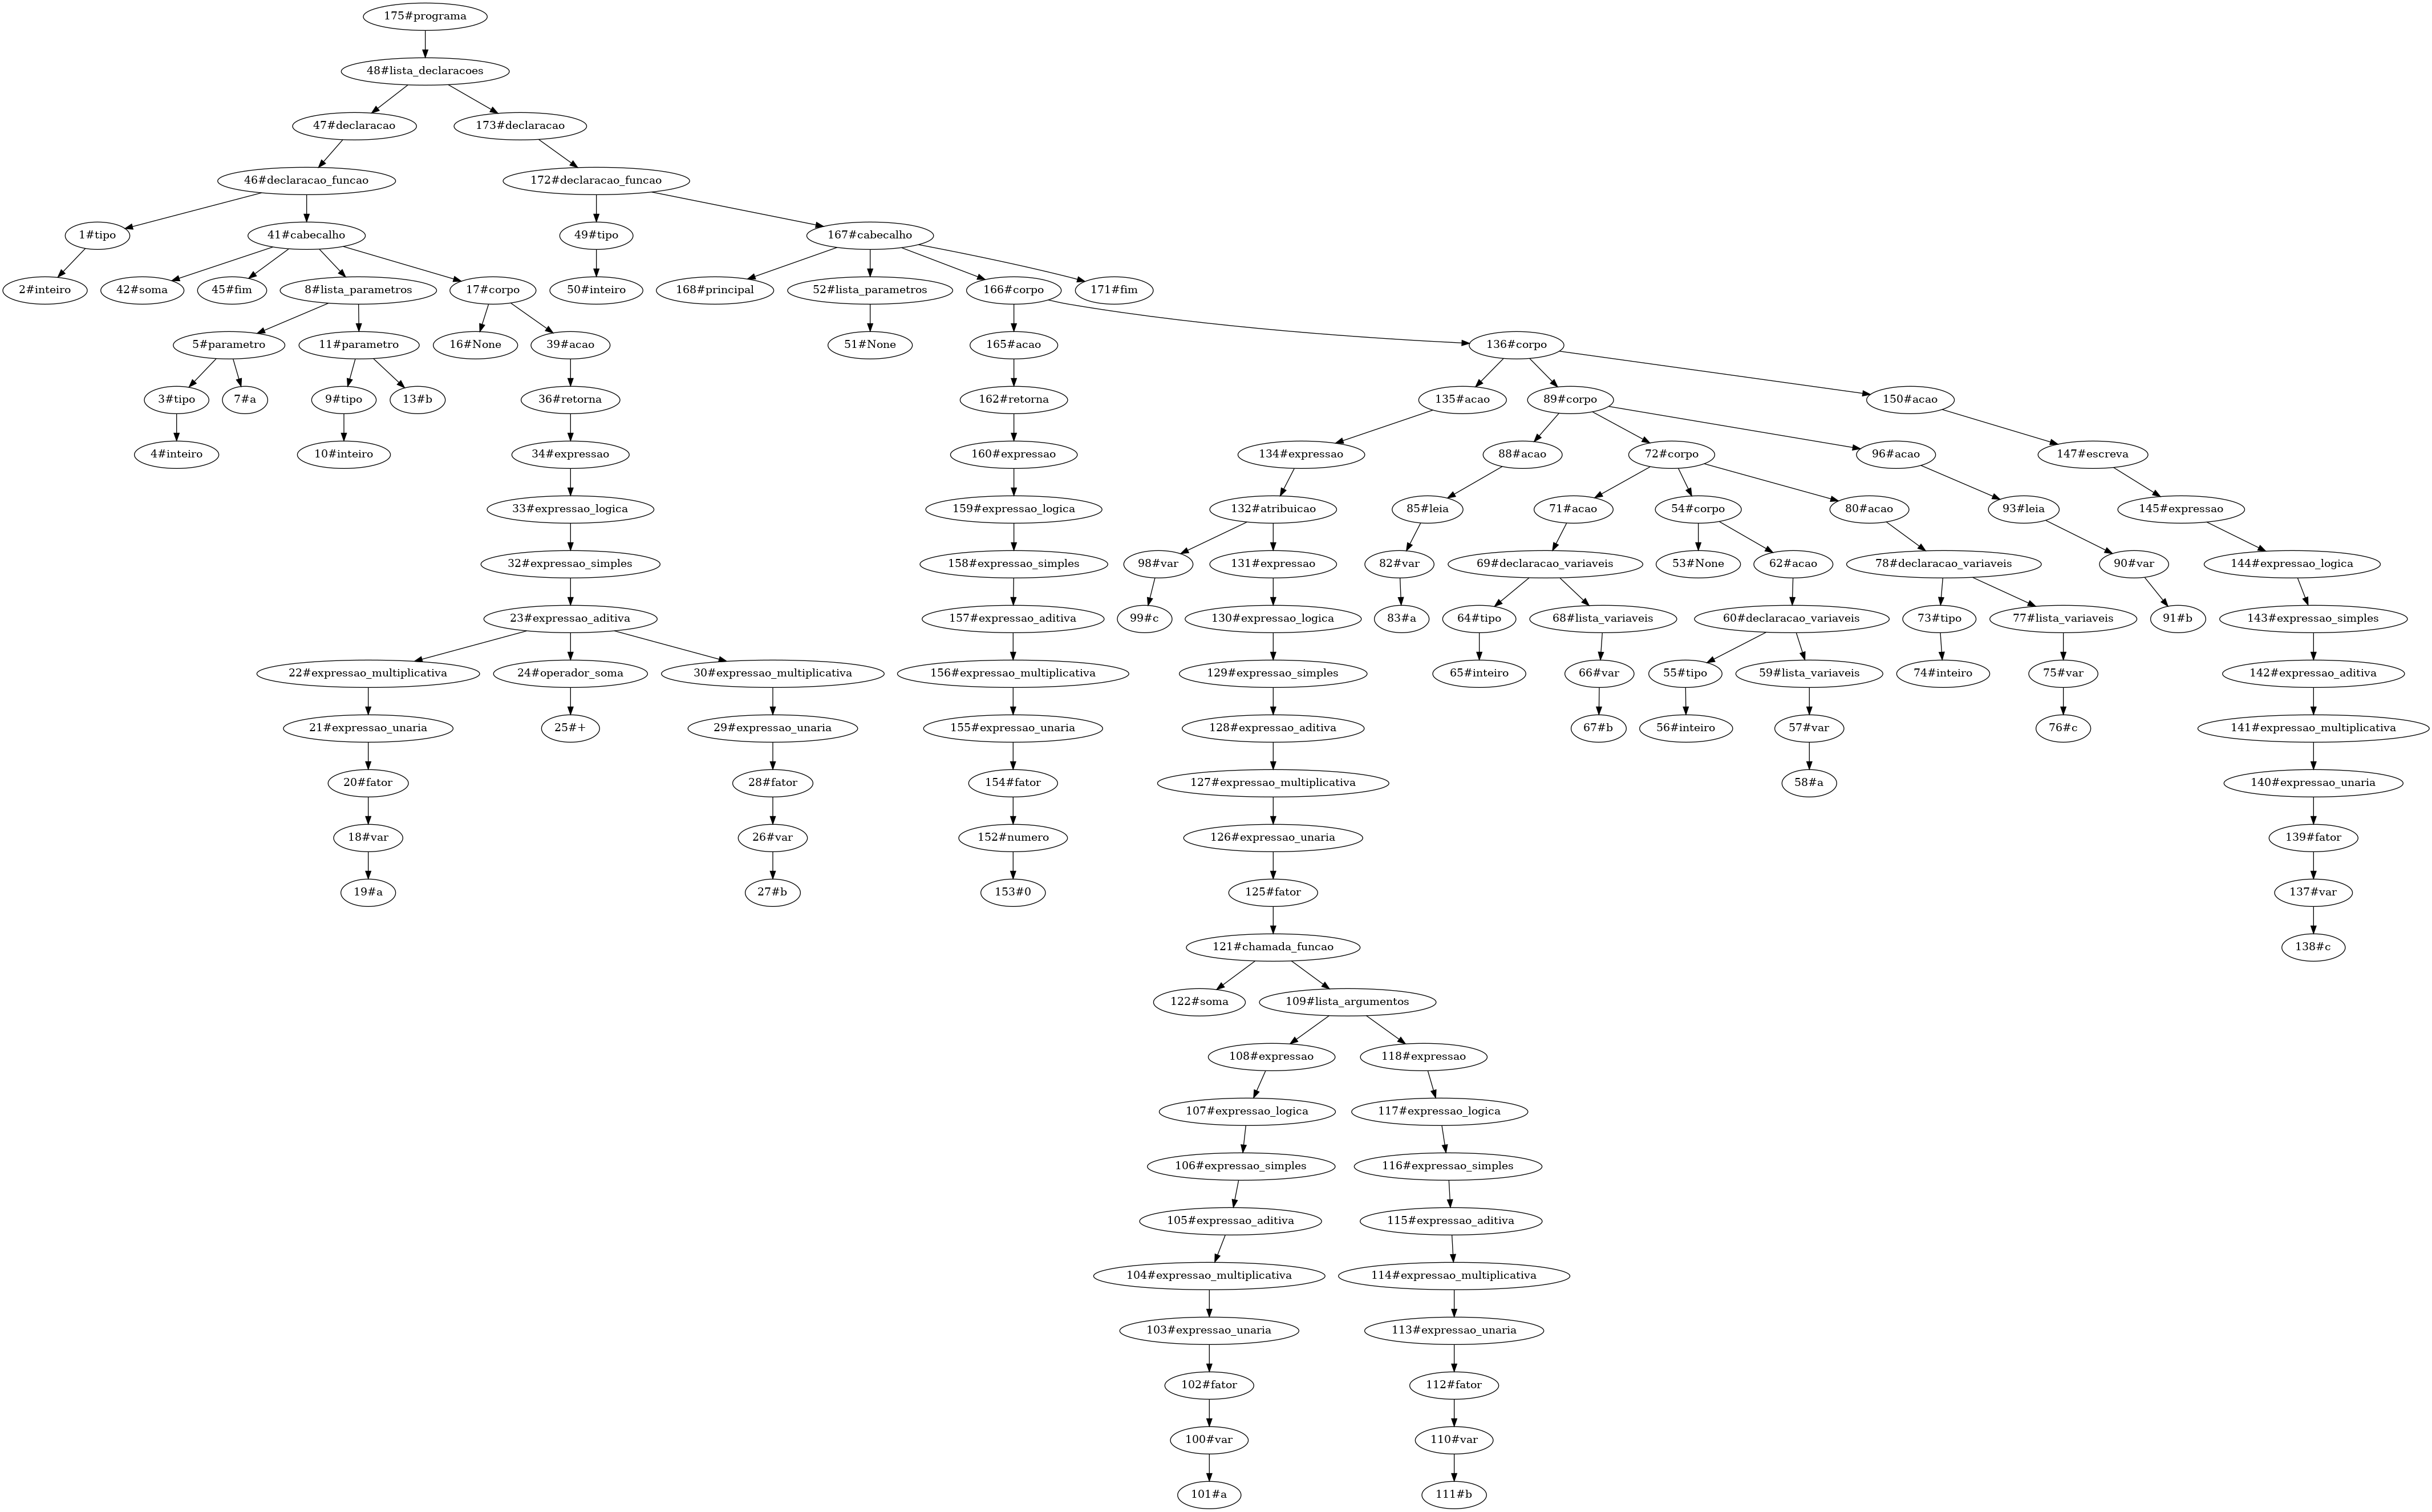 175#programa
48#lista_declaracoes
47#declaracao 173#declaracao
46#declaracao_funcao 172#declaracao_funcao
1#tipo 41#cabecalho 49#tipo 167#cabecalho
2#inteiro 42#soma 45#fim 8#lista_parametros 17#corpo 50#inteiro 168#principal 52#lista_parametros 166#corpo 171#fim
5#parametro 11#parametro 16#None 39#acao 51#None 165#acao 136#corpo
3#tipo 7#a 9#tipo 13#b 36#retorna 162#retorna 135#acao 89#corpo 150#acao
4#inteiro 10#inteiro 34#expressao 160#expressao 134#expressao 88#acao 72#corpo 96#acao 147#escreva
33#expressao_logica 159#expressao_logica 132#atribuicao 85#leia 71#acao 54#corpo 80#acao 93#leia 145#expressao
32#expressao_simples 158#expressao_simples 98#var 131#expressao 82#var 69#declaracao_variaveis 53#None 62#acao 78#declaracao_variaveis 90#var 144#expressao_logica
23#expressao_aditiva 157#expressao_aditiva 99#c 130#expressao_logica 83#a 64#tipo 68#lista_variaveis 60#declaracao_variaveis 73#tipo 77#lista_variaveis 91#b 143#expressao_simples
22#expressao_multiplicativa 24#operador_soma 30#expressao_multiplicativa 156#expressao_multiplicativa 129#expressao_simples 65#inteiro 66#var 55#tipo 59#lista_variaveis 74#inteiro 75#var 142#expressao_aditiva
21#expressao_unaria 25#+ 29#expressao_unaria 155#expressao_unaria 128#expressao_aditiva 67#b 56#inteiro 57#var 76#c 141#expressao_multiplicativa
20#fator 28#fator 154#fator 127#expressao_multiplicativa 58#a 140#expressao_unaria
18#var 26#var 152#numero 126#expressao_unaria 139#fator
19#a 27#b 153#0 125#fator 137#var
121#chamada_funcao 138#c
122#soma 109#lista_argumentos
108#expressao 118#expressao
107#expressao_logica 117#expressao_logica
106#expressao_simples 116#expressao_simples
105#expressao_aditiva 115#expressao_aditiva
104#expressao_multiplicativa 114#expressao_multiplicativa
103#expressao_unaria 113#expressao_unaria
102#fator 112#fator
100#var 110#var
101#a 111#b